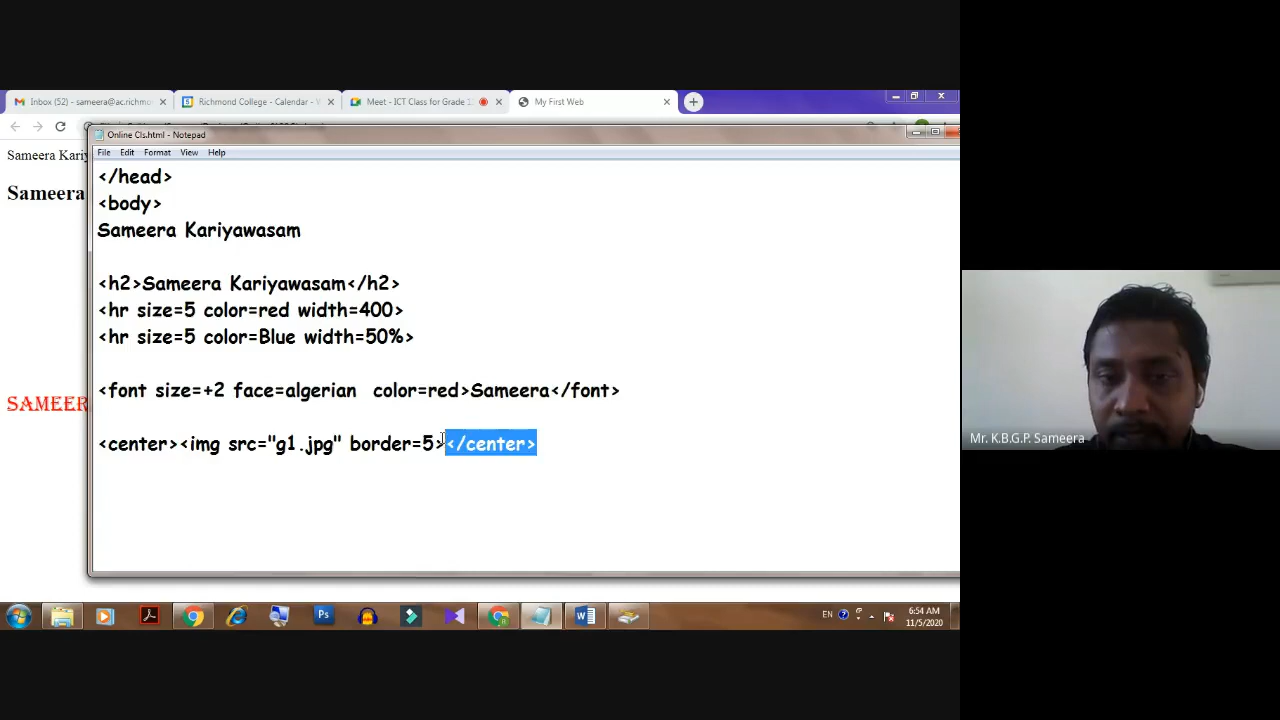 Inbox (52) - sameera@ac.richmo
Richmond College - Calendar -
Meet - ICT Class for Grade 1
My First Web
Online Cls.html - Notepad
File Edit Format View Help
Sameera Kariy
Sameera
SAMEER
</head>
<body>
Sameera Kariyawasam
<h2>Sameera Kariyawasam</h2>
<hr size=5 color=red width=400>
<hr size=5 color=Blue width=50%>
<font size=+2 face=algerian  color=red>Sameera</font>
<center><img src="g1.jpg" border=5></center>
Mr. K.B.G.P. Sameera
Ps
EN
6:54 AM
11/5/2020